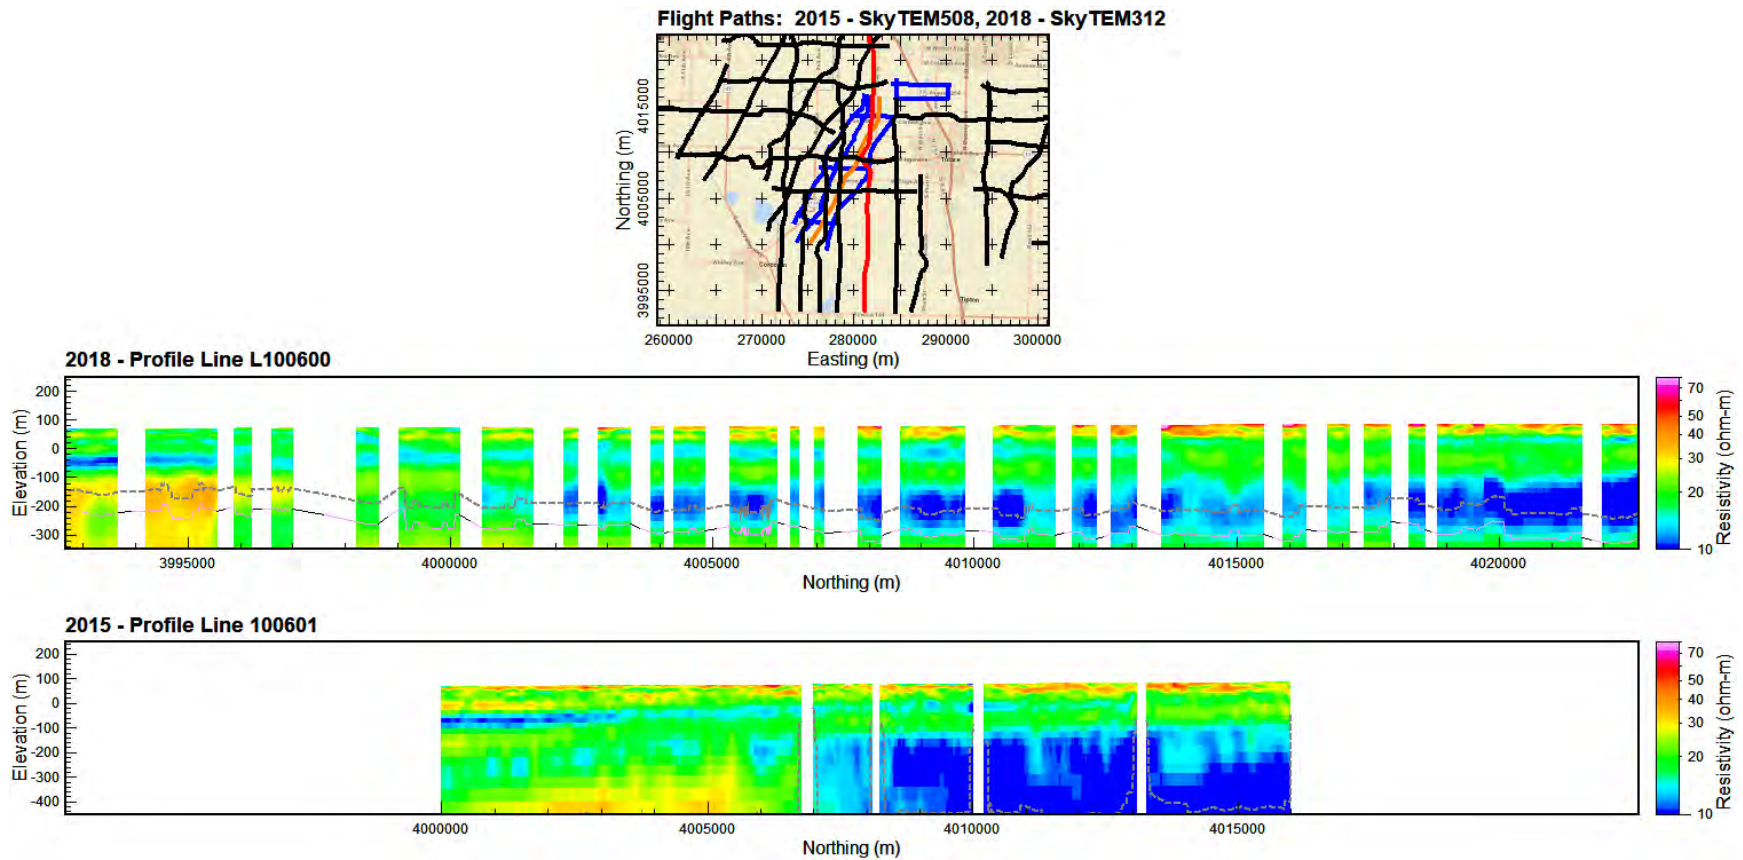 Flight Paths: 2015 - SkyTEM508, 2018 - SkyTEM312
Northing (m)
4015000
4005000
3995000
Tulare
Corcoran
Tipton
260000 270000 280000 290000 300000
Easting (m)
2018 - Profile Line L100600
Elevation (m)
200
100
0
-100
-200
-300
3995000 4000000 4005000 4010000 4015000 4020000
Northing (m)
70
50
40
30
20
10
Resistivity (ohm-m)
2015 - Profile Line 100601
Elevation (m)
200
100
0
-100
-200
-300
-400
4000000 4005000 4010000 4015000
Northing (m)
70
50
40
30
20
10
Resistivity (ohm-m)